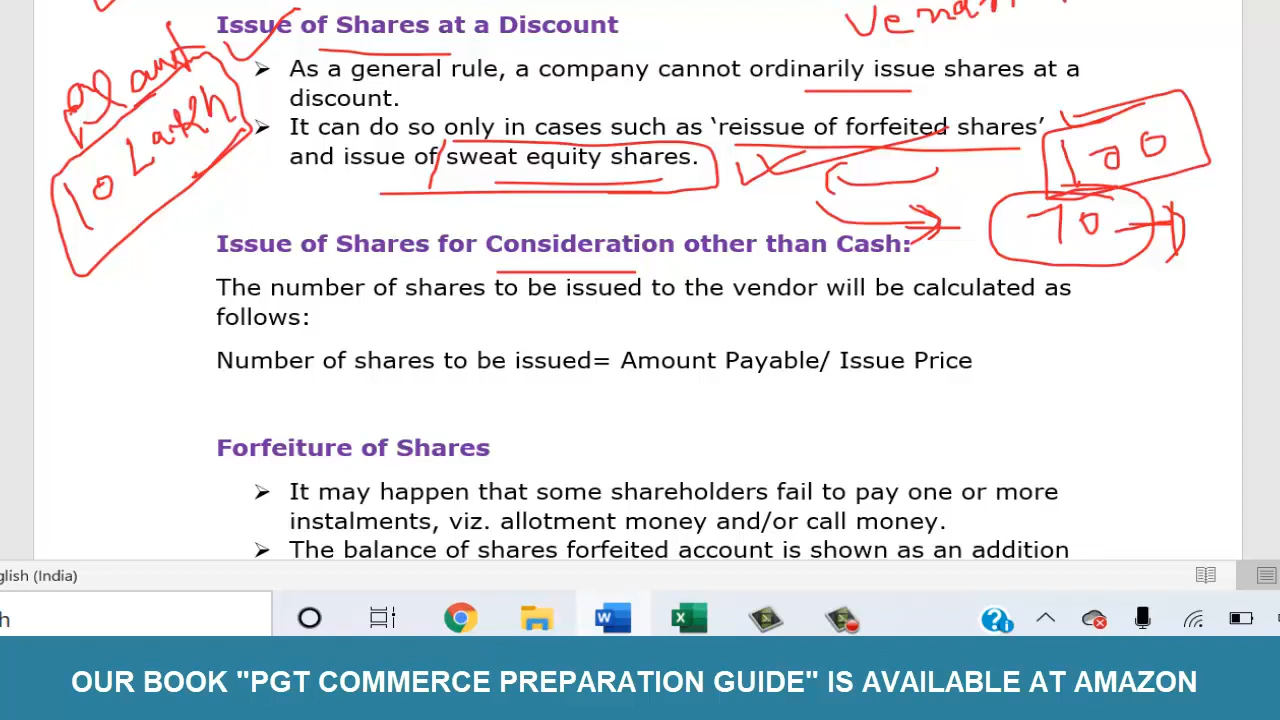 Issue of Shares at a Discount
➢ As a general rule, a company cannot ordinarily issue shares at a
discount.
➢ It can do so only in cases such as ‘reissue of forfeited shares’
and issue of sweat equity shares.
100
10 Lakh
70
Issue of Shares for Consideration other than Cash:
The number of shares to be issued to the vendor will be calculated as
follows:
Number of shares to be issued= Amount Payable/ Issue Price
Forfeiture of Shares
➢ It may happen that some shareholders fail to pay one or more
instalments, viz. allotment money and/or call money.
➢ The balance of shares forfeited account is shown as an addition
glish (India)
h
OUR BOOK "PGT COMMERCE PREPARATION GUIDE" IS AVAILABLE AT AMAZON